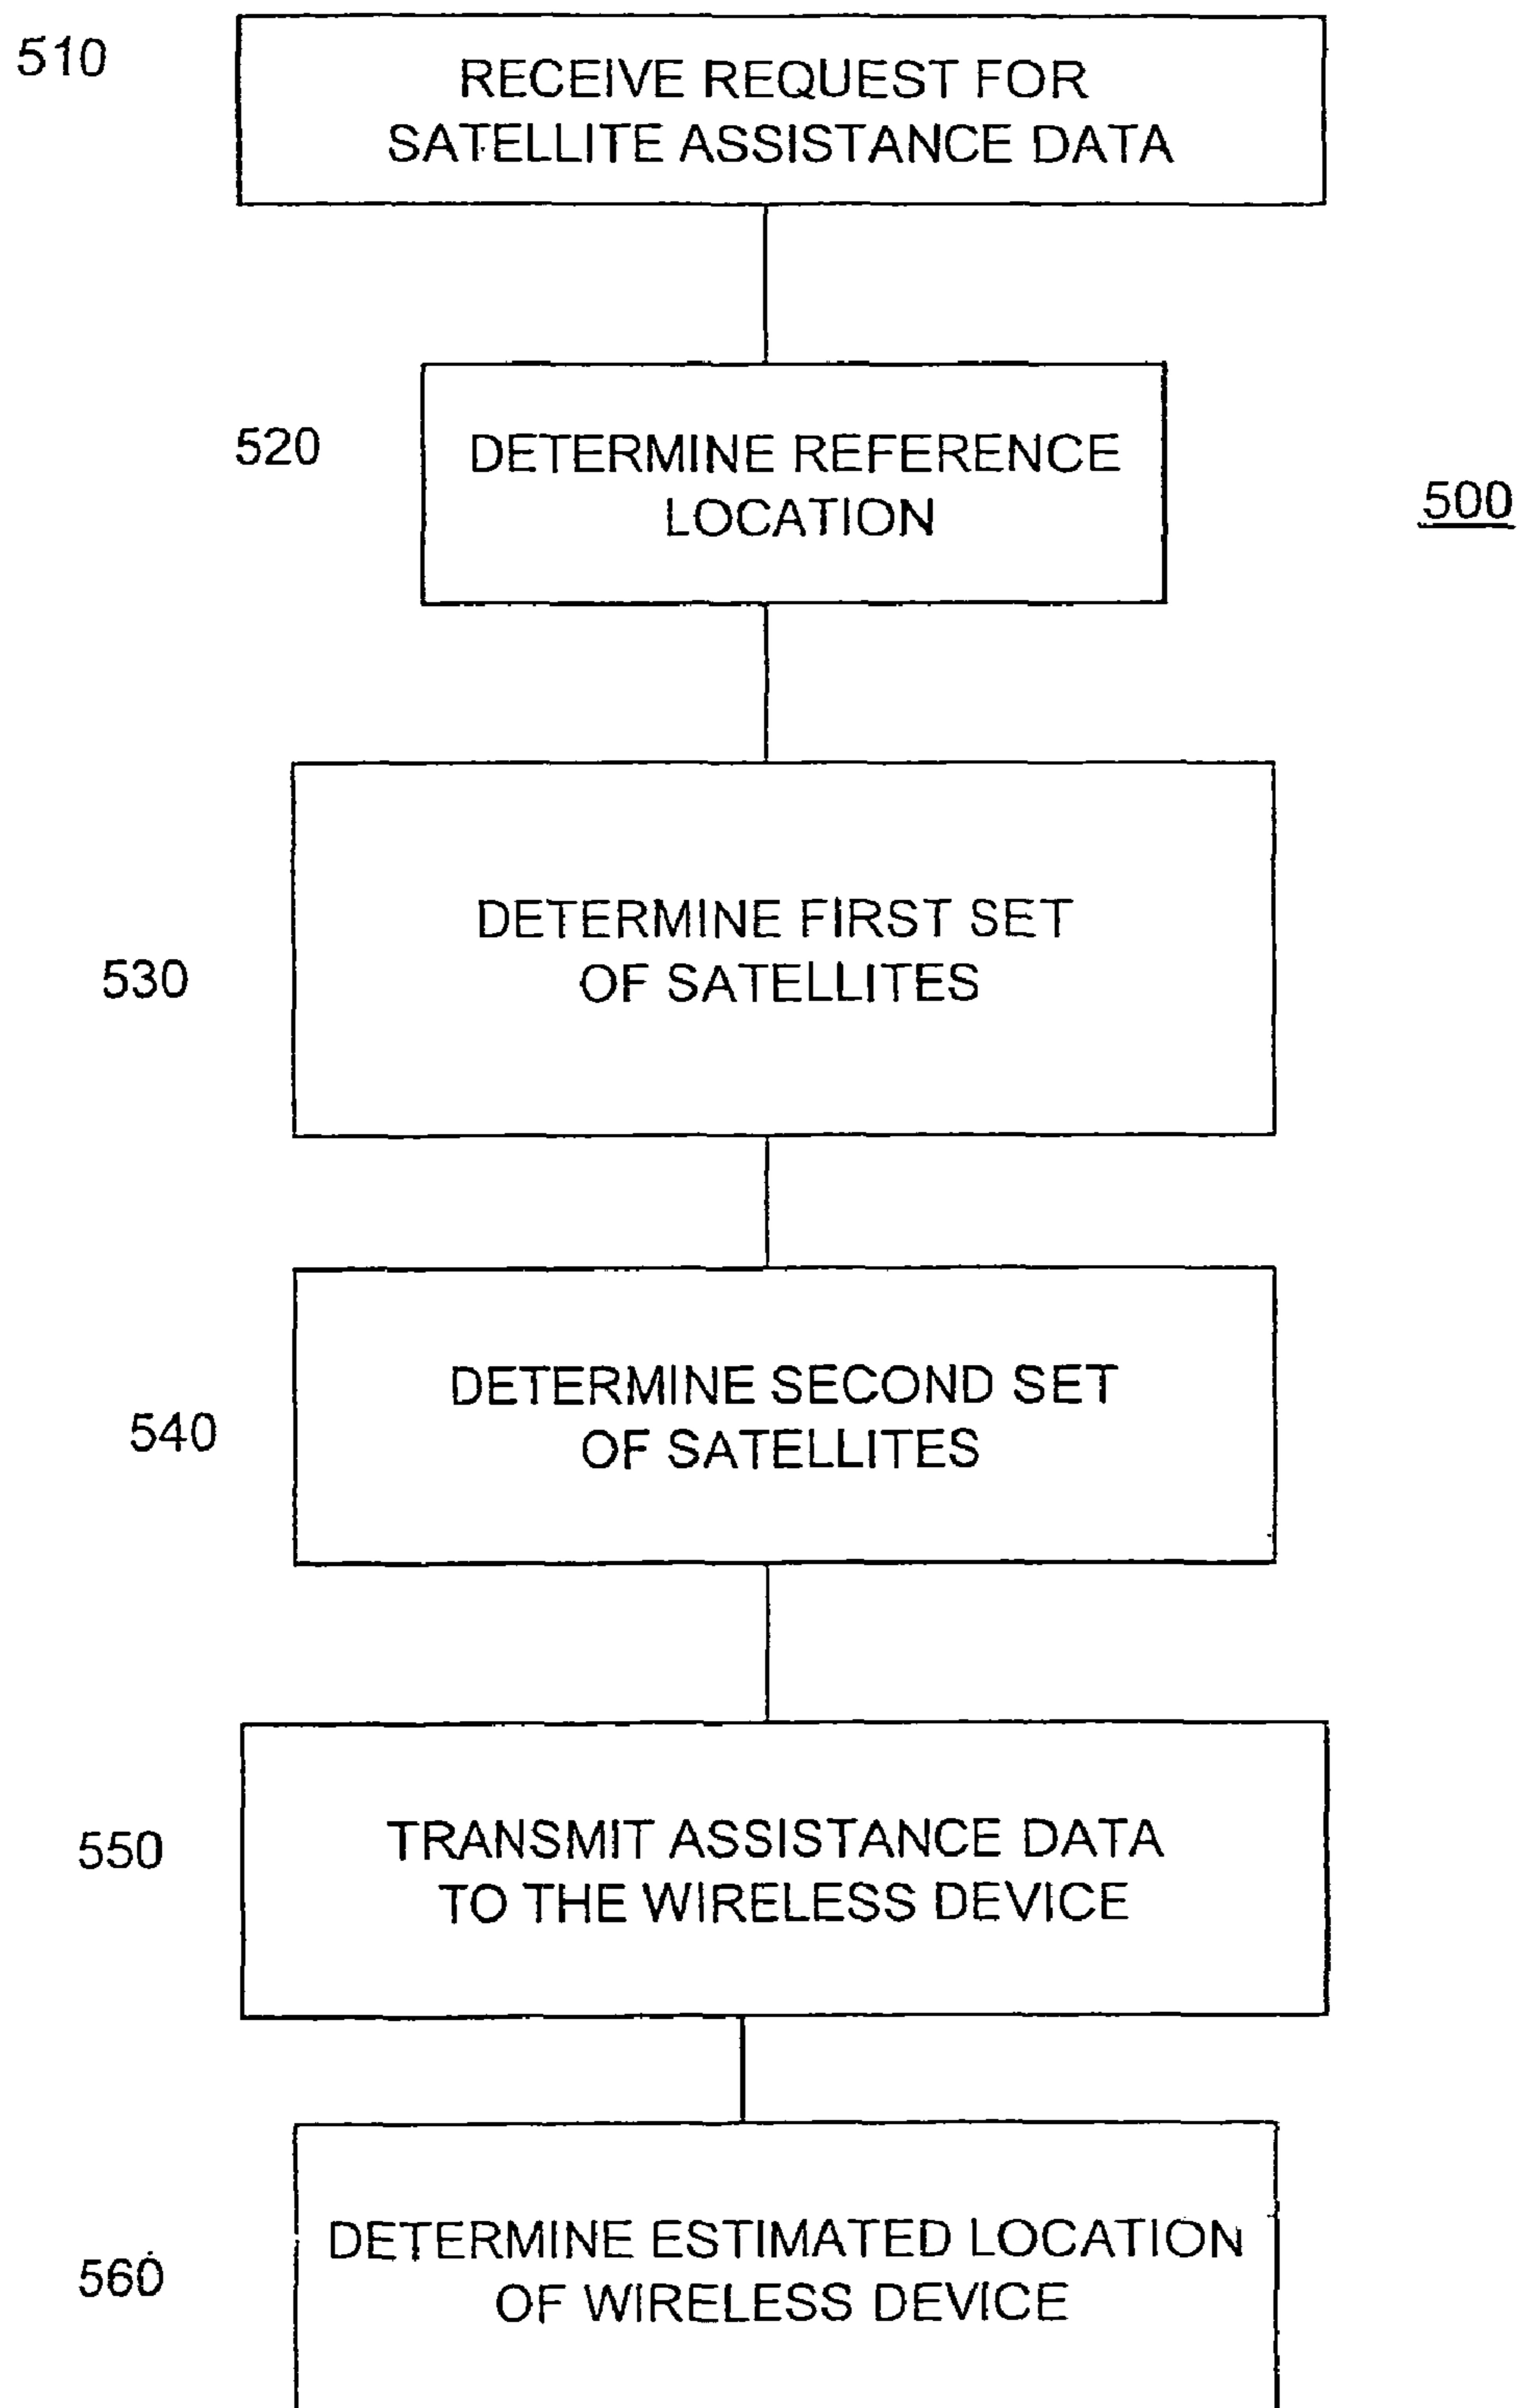 510
RECEIVE REQUEST FOR
SATELLITE ASSISTANCE DATA
520
DETERMINE REFERENCE
LOCATION
500
530
DETERMINE FIRST SET
OF SATELLITES
540
DETERMINE SECOND SET
OF SATELLITES
550
TRANSMIT ASSISTANCE DATA
TO THE WIRELESS DEVICE
560
DETERMINE ESTIMATED LOCATION
OF WIRELESS DEVICE